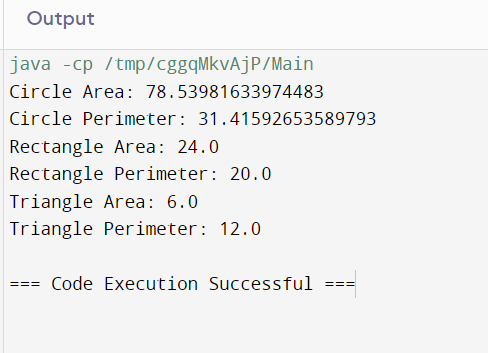 Output
java -cp /tmp/cggqMkvAjP/Main
Circle Area: 78.53981633974483
Circle Perimeter: 31.41592653589793
Rectangle Area: 24.0
Rectangle Perimeter: 20.0
Triangle Area: 6.0
Triangle Perimeter: 12.0
=== Code Execution Successful ===